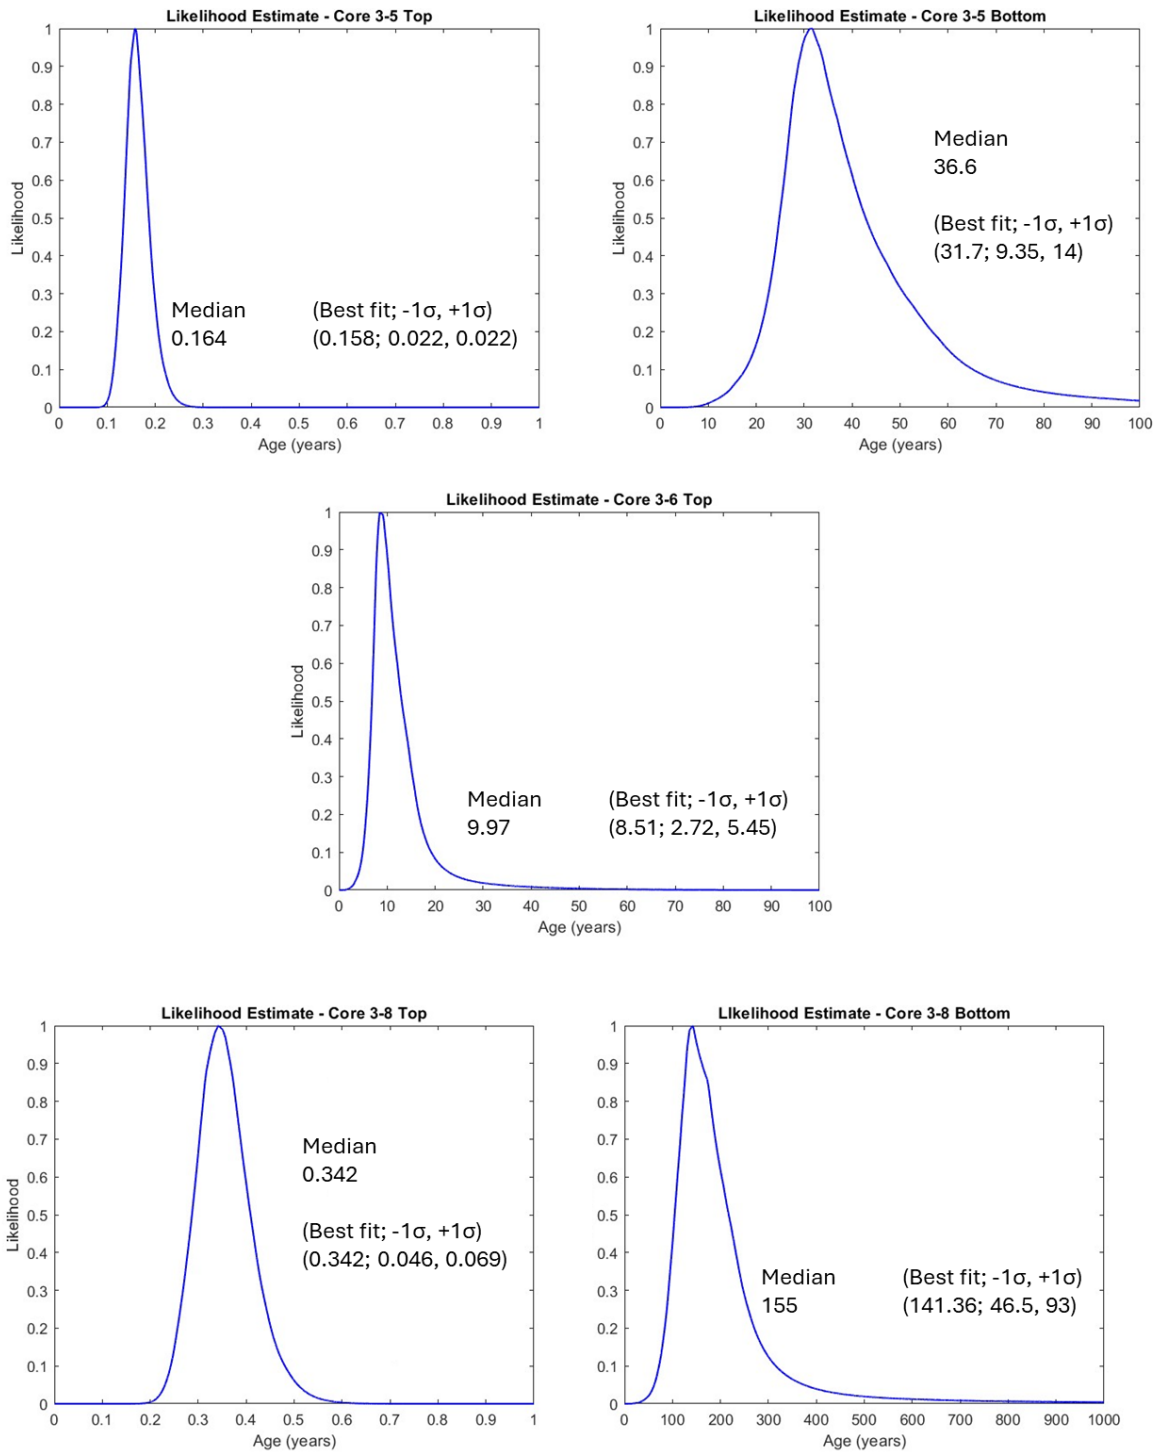 Likelihood Estimate - Core 3-5 Top
1
0.9
0.8
0.7
0.6
0.5
0.4
0.3
0.2
0.1
0
Likelihood
Median
0.164
(Best fit; -1σ, +1σ)
(0.158; 0.022, 0.022)
0 0.1 0.2 0.3 0.4 0.5 0.6 0.7 0.8 0.9 1
Age (years)
Likelihood Estimate - Core 3-5 Bottom
1
0.9
0.8
0.7
0.6
0.5
0.4
0.3
0.2
0.1
0
Likelihood
Median
36.6
(Best fit; -1σ, +1σ)
(31.7; 9.35, 14)
0 10 20 30 40 50 60 70 80 90 100
Age (years)
Likelihood Estimate - Core 3-6 Top
1
0.9
0.8
0.7
0.6
0.5
0.4
0.3
0.2
0.1
0
Likelihood
Median
9.97
(Best fit; -1σ, +1σ)
(8.51; 2.72, 5.45)
0 10 20 30 40 50 60 70 80 90 100
Age (years)
Likelihood Estimate - Core 3-8 Top
1
0.9
0.8
0.7
0.6
0.5
0.4
0.3
0.2
0.1
0
Likelihood
Median
0.342
(Best fit; -1σ, +1σ)
(0.342; 0.046, 0.069)
0 0.1 0.2 0.3 0.4 0.5 0.6 0.7 0.8 0.9 1
Age (years)
LIkelihood Estimate - Core 3-8 Bottom
1
0.9
0.8
0.7
0.6
0.5
0.4
0.3
0.2
0.1
0
Median
155
(Best fit; -1σ, +1σ)
(141.36; 46.5, 93)
0 100 200 300 400 500 600 700 800 900 1000
Age (years)